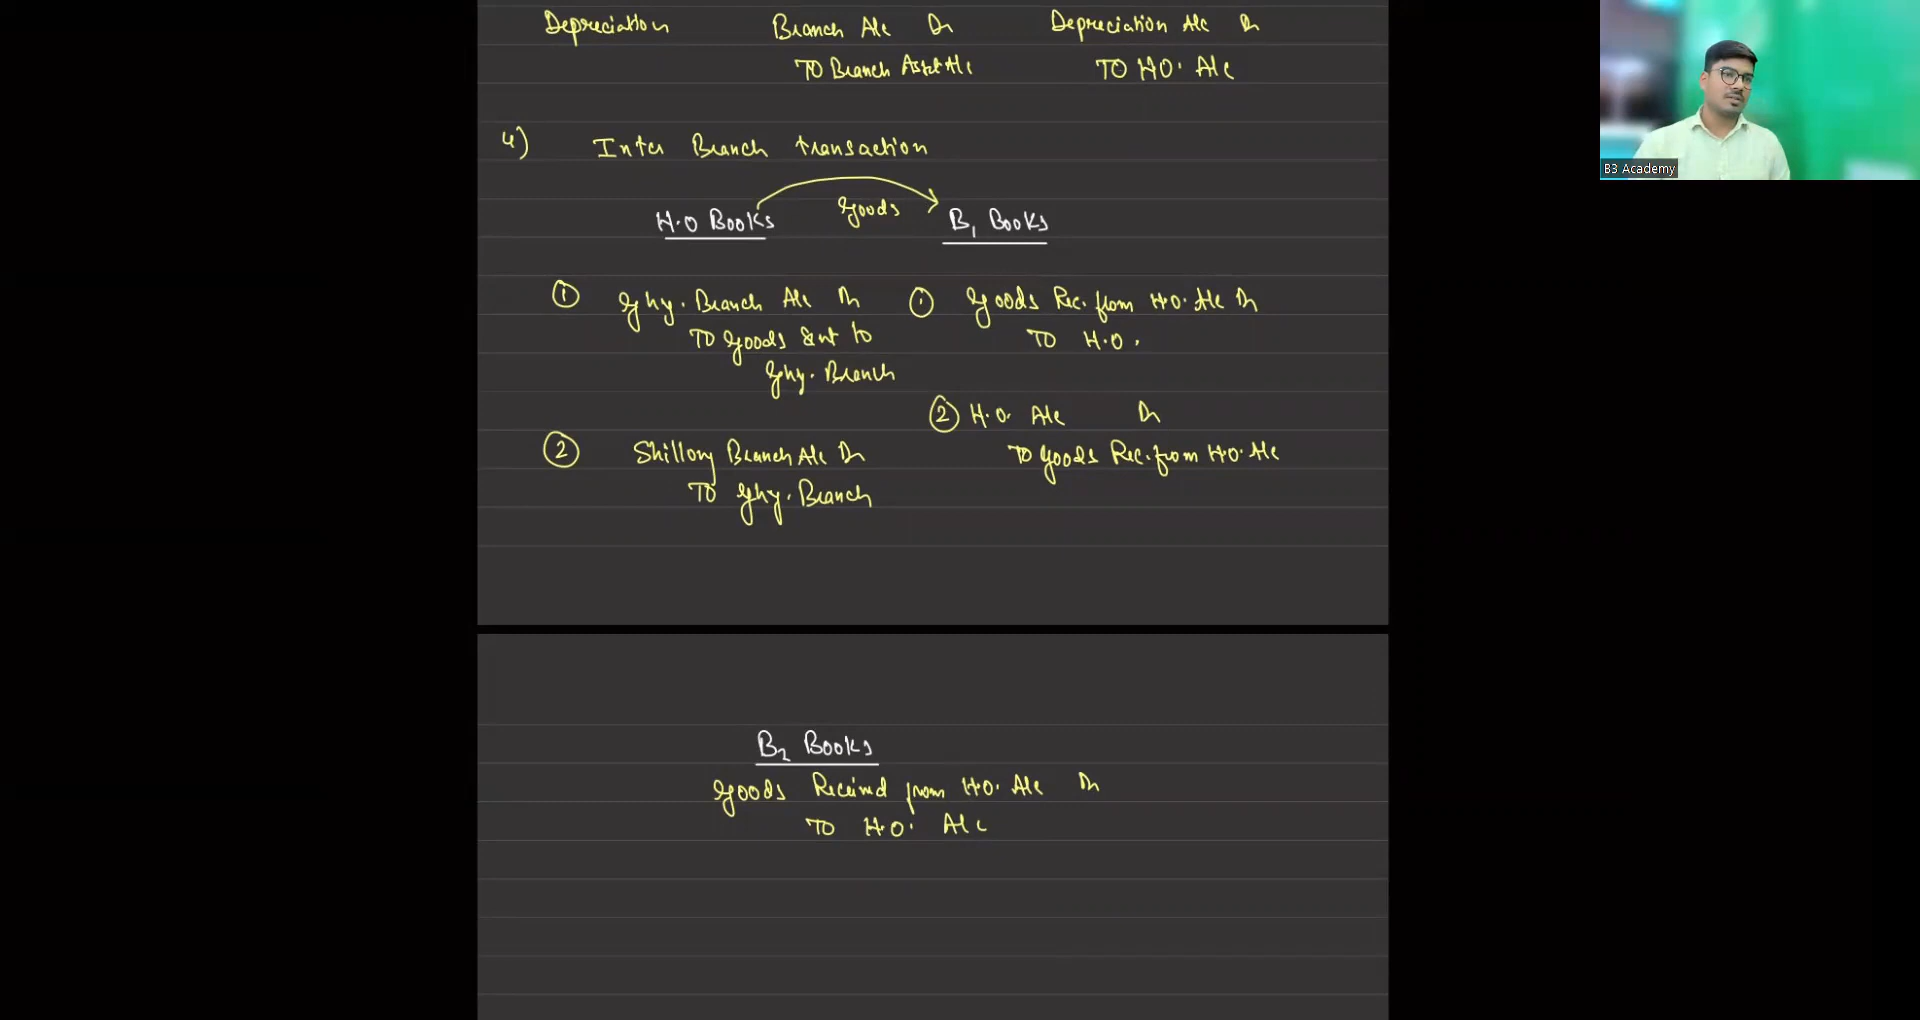 Depreciation Branch A/c Dr Depreciation A/c Dr
TO Branch Asset A/c TO H.O. A/c
4) Inter Branch transaction
H.O Books Goods B1 Books
① Ghy. Branch A/c Dr ① Goods Rec. from H.O. A/c Dr
TO Goods Sent to TO H.O.
Ghy. Branch
② H.O. A/c Dr
② Shillong Branch A/c Dr TO Goods Rec. from H.O. A/c
TO Ghy. Branch
B2 Books
Goods Received from H.O. A/c Dr
TO H.O. A/c
B3 Academy